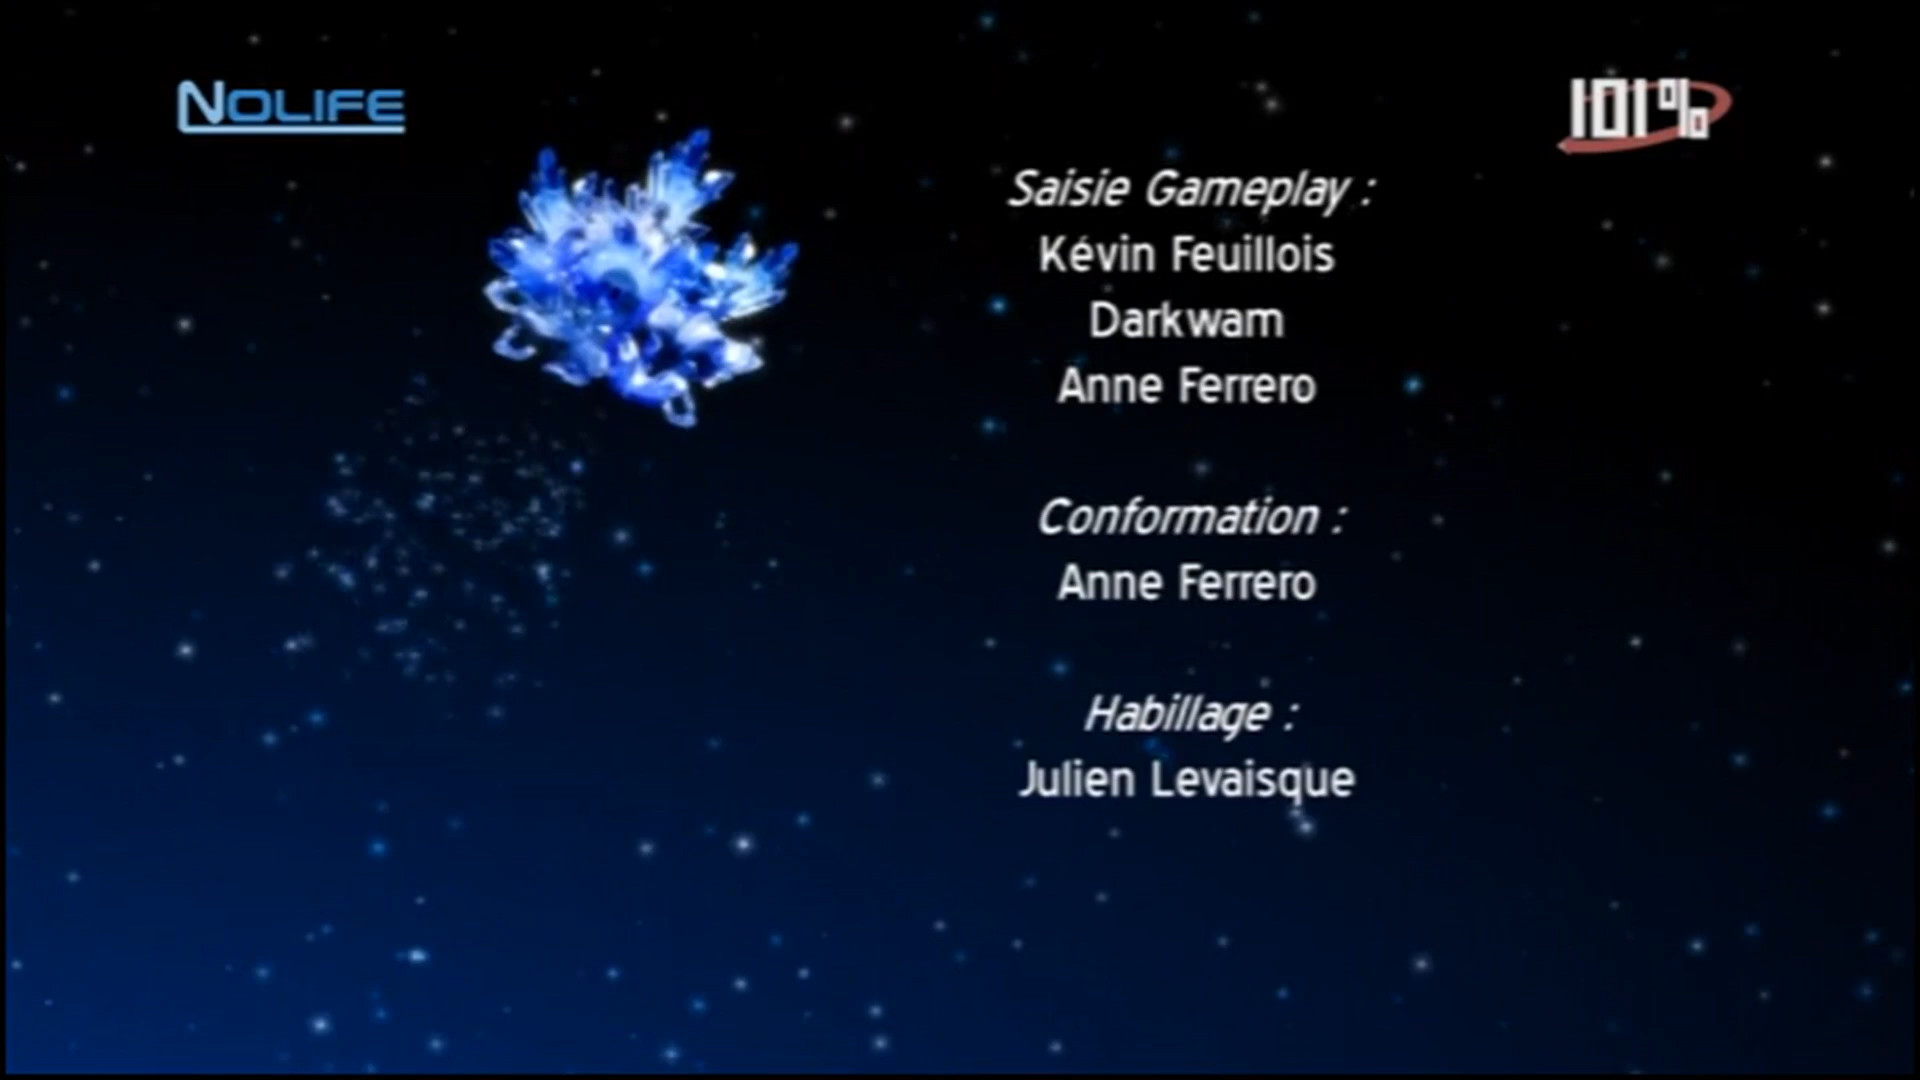 NOLIFE
101%
Saisie Gameplay :
Kévin Feuillois
Darkwam
Anne Ferrero
Conformation :
Anne Ferrero
Habillage :
Julien Levaisque